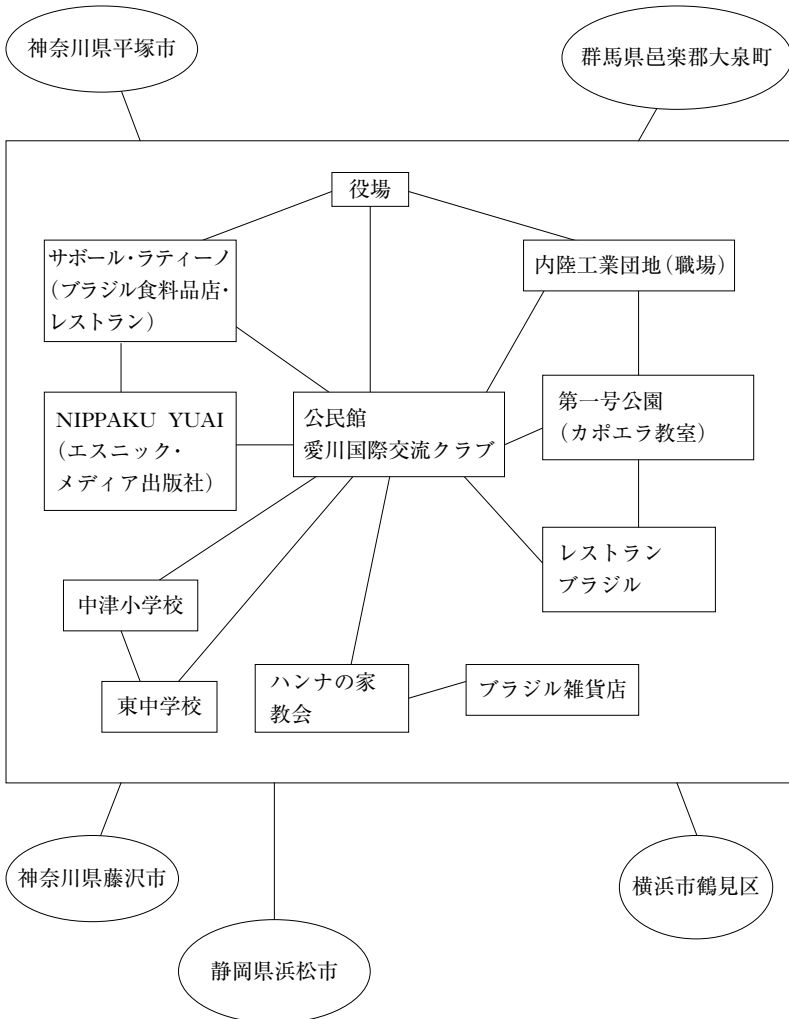 神奈川県平塚市
群馬県邑楽郡大泉町
役場
サボール・ラティーノ
（ブラジル食料品店・
レストラン）
内陸工業団地（職場）
NIPPAKU YUAI
（エスニック・
メディア出版社）
公民館
愛川国際交流クラブ
第一号公園
（カポエラ教室）
レストラン
ブラジル
中津小学校
東中学校
ハンナの家
教会
ブラジル雑貨店
神奈川県藤沢市
静岡県浜松市
横浜市鶴見区